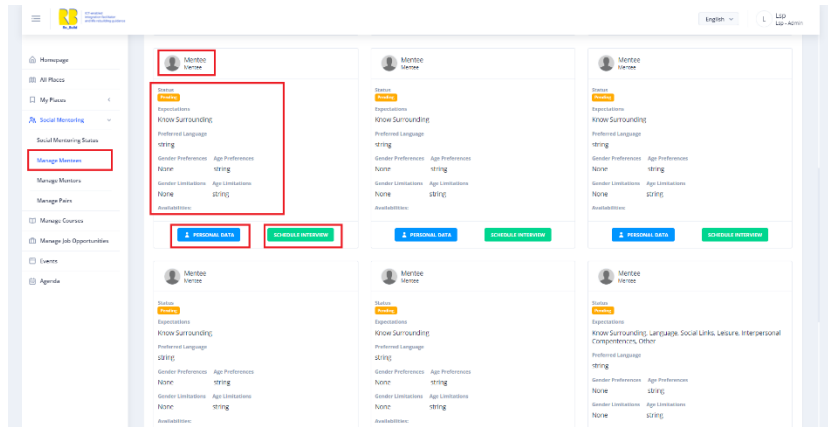 English
L
Lsp
Lsp - Admin
Homepage
All Places
My Places
Social Mentoring
Social Mentoring Status
Manage Mentees
Manage Mentors
Manage Pairs
Manage Courses
Manage Job Opportunities
Events
Agenda
Mentee
Mentee
Status
Pending
Expectations
Know Surrounding
Preferred Language
string
Gender Preferences Age Preferences
None string
Gender Limitations Age Limitations
None string
Availabilities:
PERSONAL DATA SCHEDULE INTERVIEW
Mentee
Mentee
Status
Pending
Expectations
Know Surrounding
Preferred Language
string
Gender Preferences Age Preferences
None string
Gender Limitations Age Limitations
None string
Availabilities:
PERSONAL DATA SCHEDULE INTERVIEW
Mentee
Mentee
Status
Pending
Expectations
Know Surrounding
Preferred Language
string
Gender Preferences Age Preferences
None string
Gender Limitations Age Limitations
None string
Availabilities:
PERSONAL DATA SCHEDULE INTERVIEW
Mentee
Mentee
Status
Pending
Expectations
Know Surrounding
Preferred Language
string
Gender Preferences Age Preferences
None string
Gender Limitations Age Limitations
None string
Availabilities:
Mentee
Mentee
Status
Pending
Expectations
Know Surrounding
Preferred Language
string
Gender Preferences Age Preferences
None string
Gender Limitations Age Limitations
None string
Availabilities:
Mentee
Mentee
Status
Pending
Expectations
Know Surrounding, Language, Social Links, Leisure, Interpersonal
Compentences, Other
Preferred Language
string
Gender Preferences Age Preferences
None string
Gender Limitations Age Limitations
None string